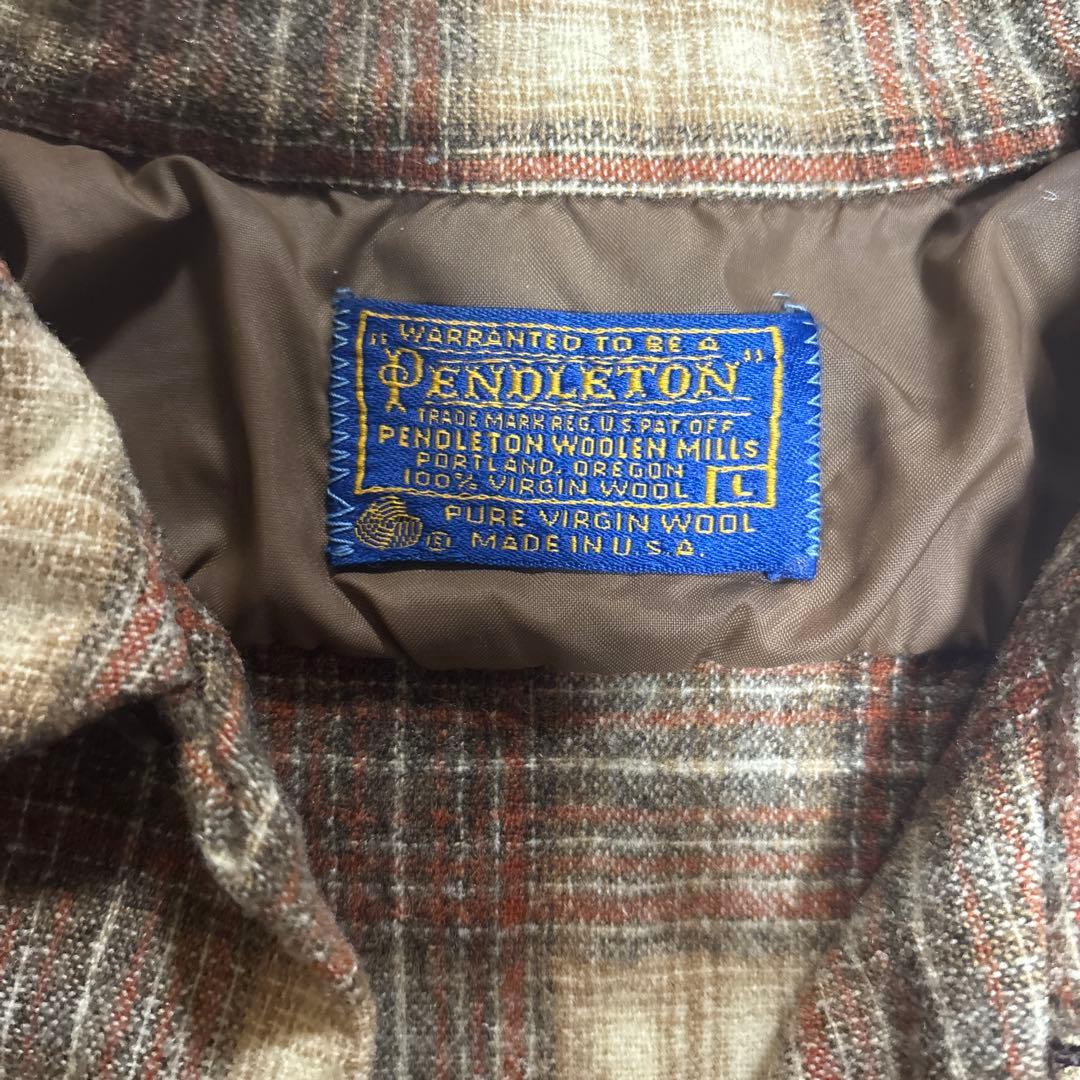 "WARRANTED TO BE A
PENDLETON"
TRADE MARK REG. U.S. PAT. OFF
PENDLETON WOOLEN MILLS
PORTLAND, OREGON
100% VIRGIN WOOL L
PURE VIRGIN WOOL
MADE IN U.S.A.